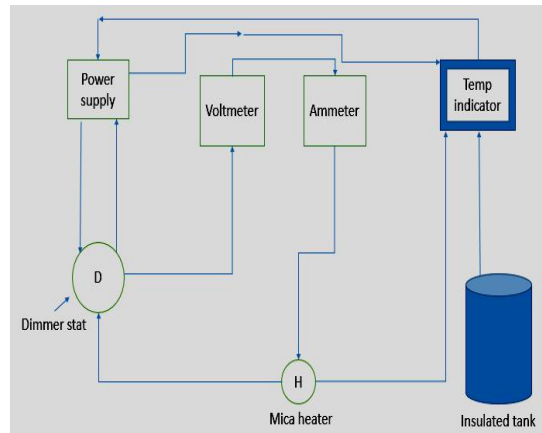 Power
supply
Voltmeter
Ammeter
Temp
indicator
D
Dimmer stat
H
Mica heater
Insulated tank